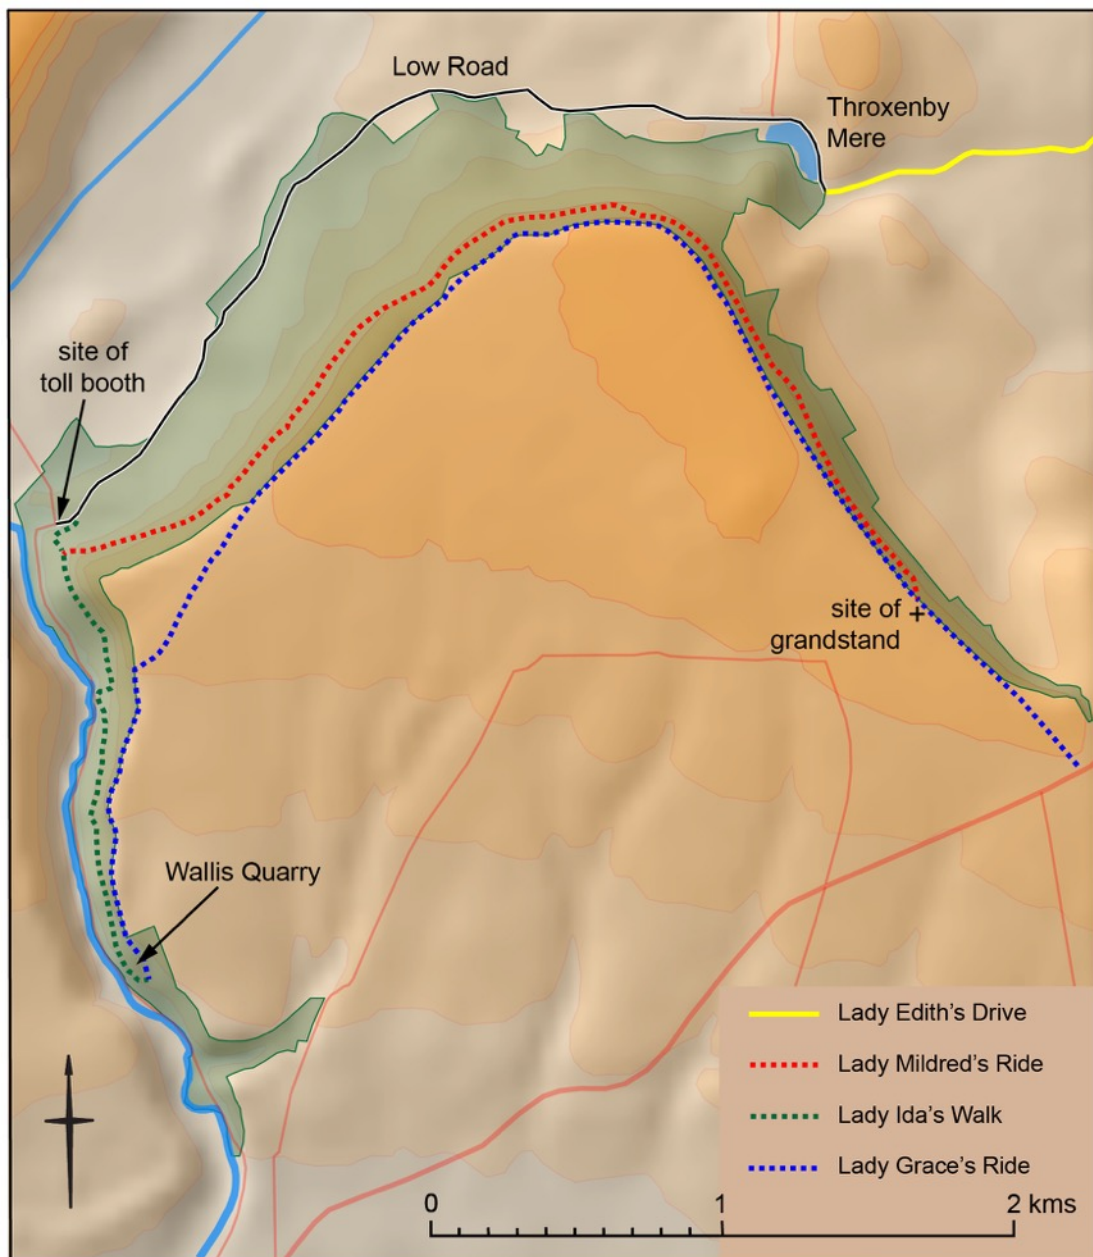 Low Road
Throxenby
Mere
site of
toll booth
site of
grandstand
Wallis Quarry
Lady Edith's Drive
Lady Mildred's Ride
Lady Ida's Walk
Lady Grace's Ride
0 1 2 kms